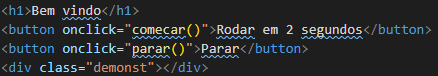 <h1>Bem vindo</h1>
<button onclick="comecar()">Rodar em 2 segundos</button>
<button onclick="parar()">Parar</button>
<div class="demonst"></div>